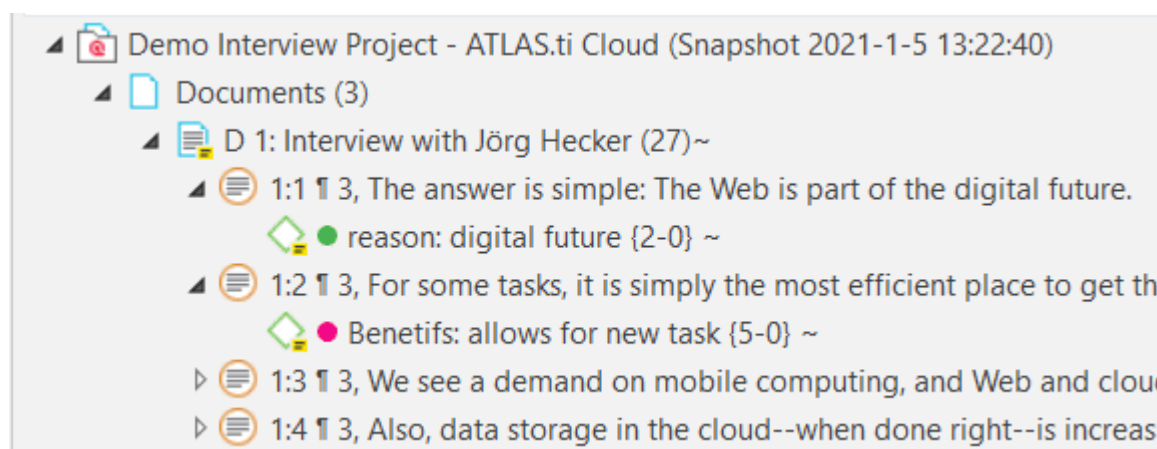 Demo Interview Project - ATLAS.ti Cloud (Snapshot 2021-1-5 13:22:40)
Documents (3)
D 1: Interview with Jörg Hecker (27)~
1:1 ¶ 3, The answer is simple: The Web is part of the digital future.
reason: digital future {2-0} ~
1:2 ¶ 3, For some tasks, it is simply the most efficient place to get th
Benetifs: allows for new task {5-0} ~
1:3 ¶ 3, We see a demand on mobile computing, and Web and clou
1:4 ¶ 3, Also, data storage in the cloud--when done right--is increas